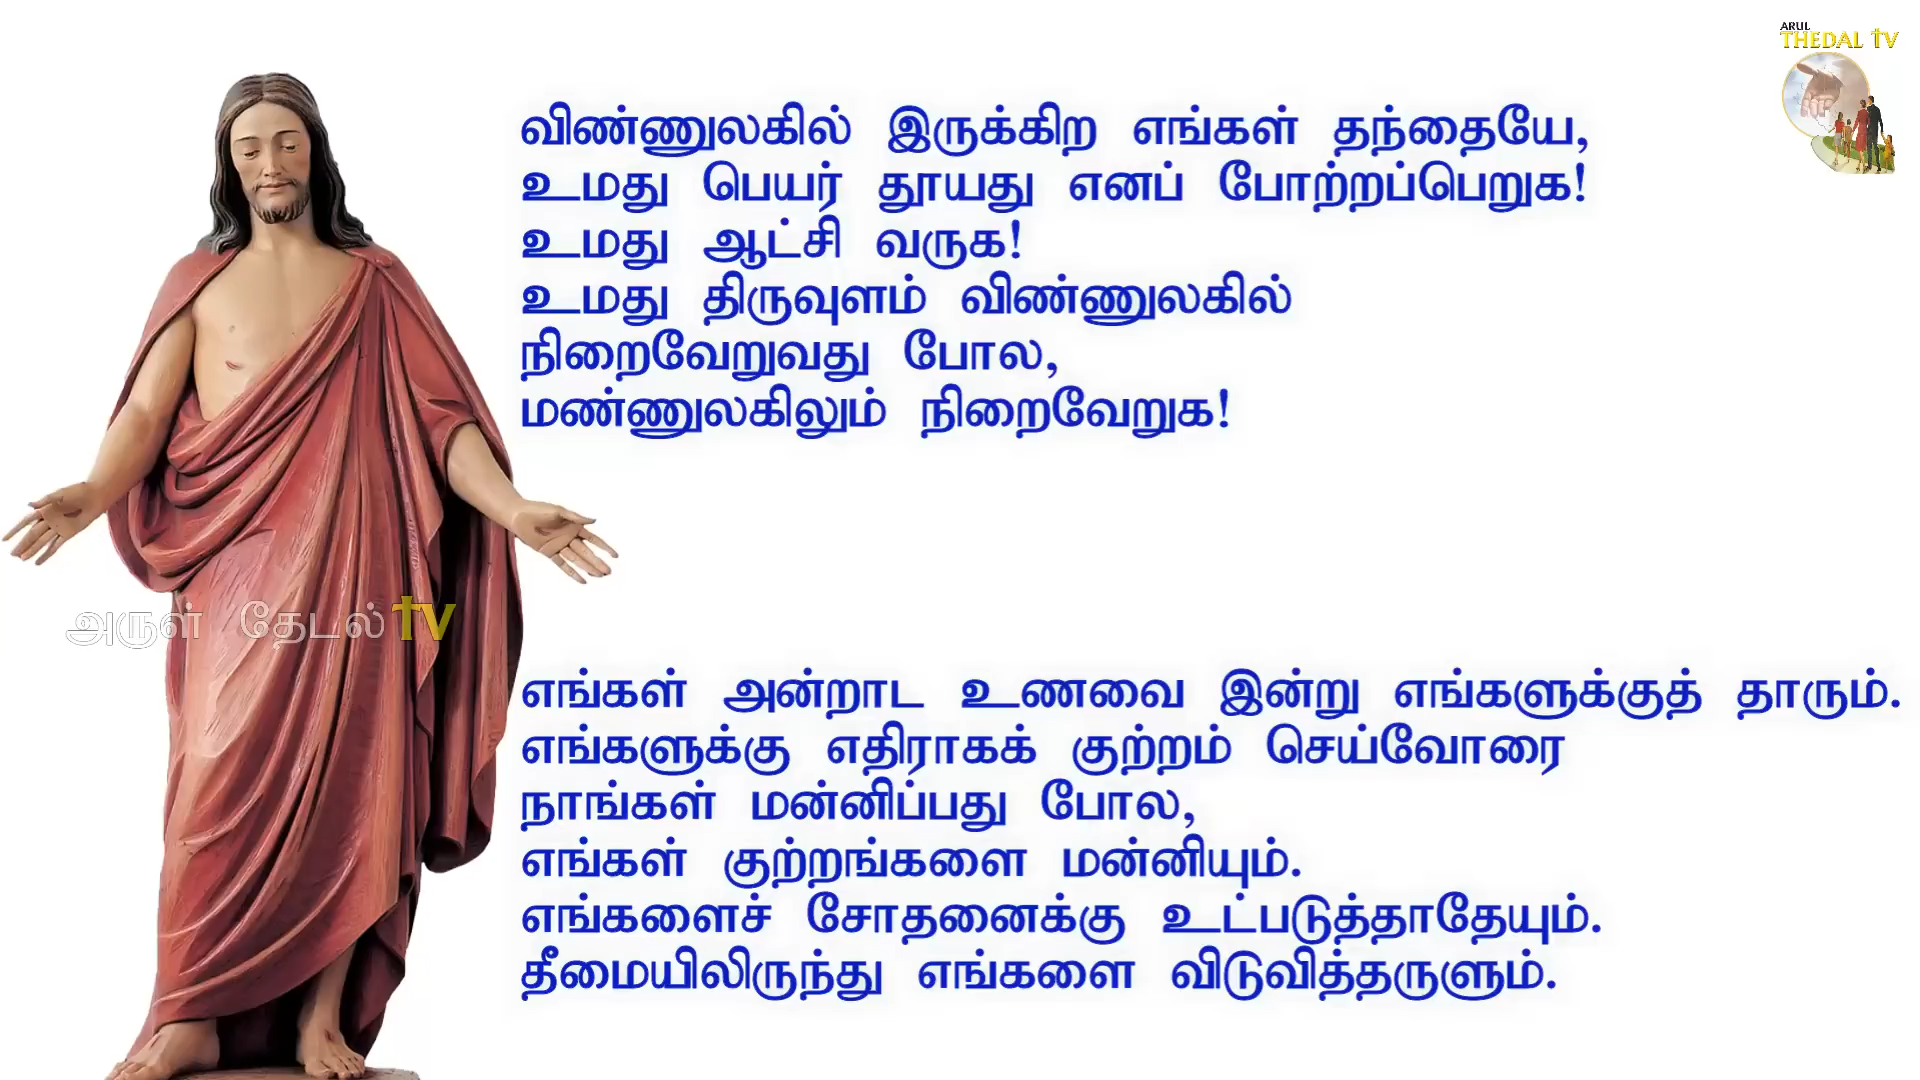 ARUL
THEDAL TV
விண்ணுலகில் இருக்கிற எங்கள் தந்தையே,
உமது பெயர் தூயது எனப் போற்றப்பெறுக!
உமது ஆட்சி வருக!
உமது திருவுளம் விண்ணுலகில்
நிறைவேறுவது போல,
மண்ணுலகிலும் நிறைவேறுக!
அருள் தேடல் TV
எங்கள் அன்றாட உணவை இன்று எங்களுக்குத் தாரும்.
எங்களுக்கு எதிராகக் குற்றம் செய்வோரை
நாங்கள் மன்னிப்பது போல,
எங்கள் குற்றங்களை மன்னியும்.
எங்களைச் சோதனைக்கு உட்படுத்தாதேயும்.
தீமையிலிருந்து எங்களை விடுவித்தருளும்.